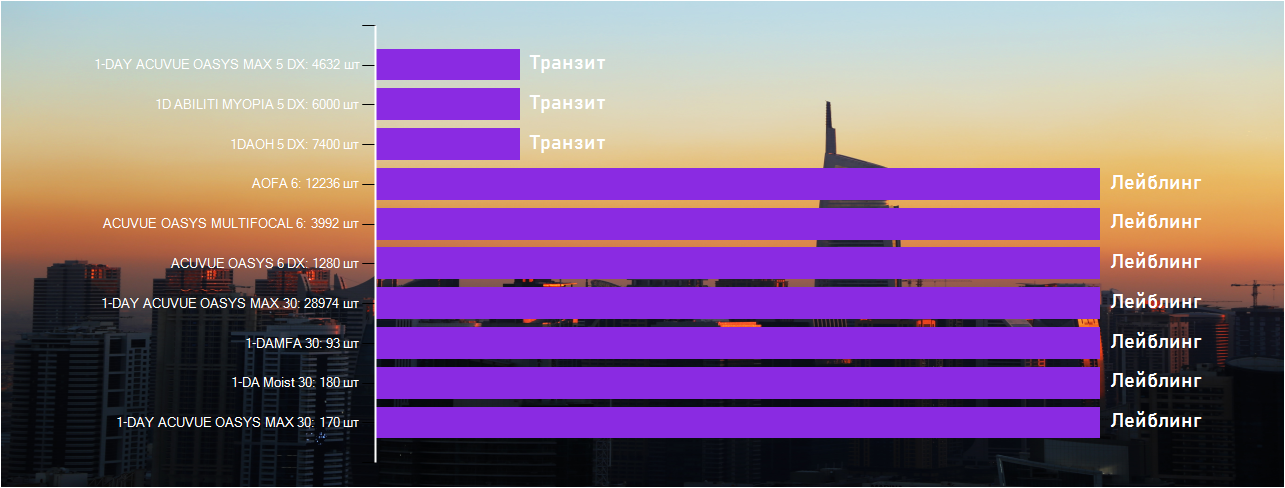 1-DAY ACUVUE OASYS MAX 5 DX: 4632 шт Транзит
1D ABILITI MYOPIA 5 DX: 6000 шт Транзит
1DAOH 5 DX: 7400 шт Транзит
AOFA 6: 12236 шт Лейблинг
ACUVUE OASYS MULTIFOCAL 6: 3992 шт Лейблинг
ACUVUE OASYS 6 DX: 1280 шт Лейблинг
1-DAY ACUVUE OASYS MAX 30: 28974 шт Лейблинг
1-DAMFA 30: 93 шт Лейблинг
1-DA Moist 30: 180 шт Лейблинг
1-DAY ACUVUE OASYS MAX 30: 170 шт Лейблинг